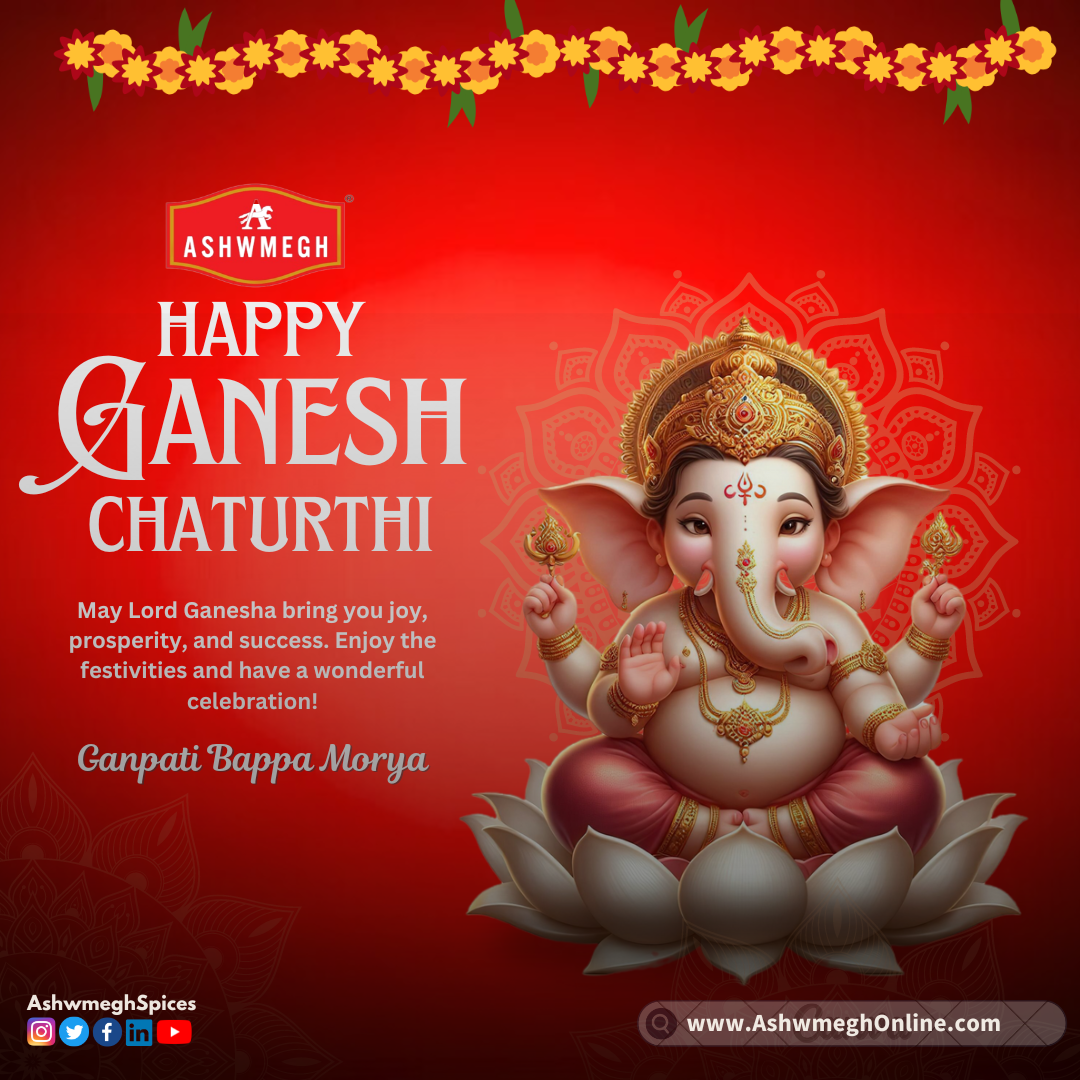 ASHWMEGH
®
HAPPY
GANESH
CHATURTHI
May Lord Ganesha bring you joy,
prosperity, and success. Enjoy the
festivities and have a wonderful
celebration!
Ganpati Bappa Morya
AshwmeghSpices
www.AshwmeghOnline.com